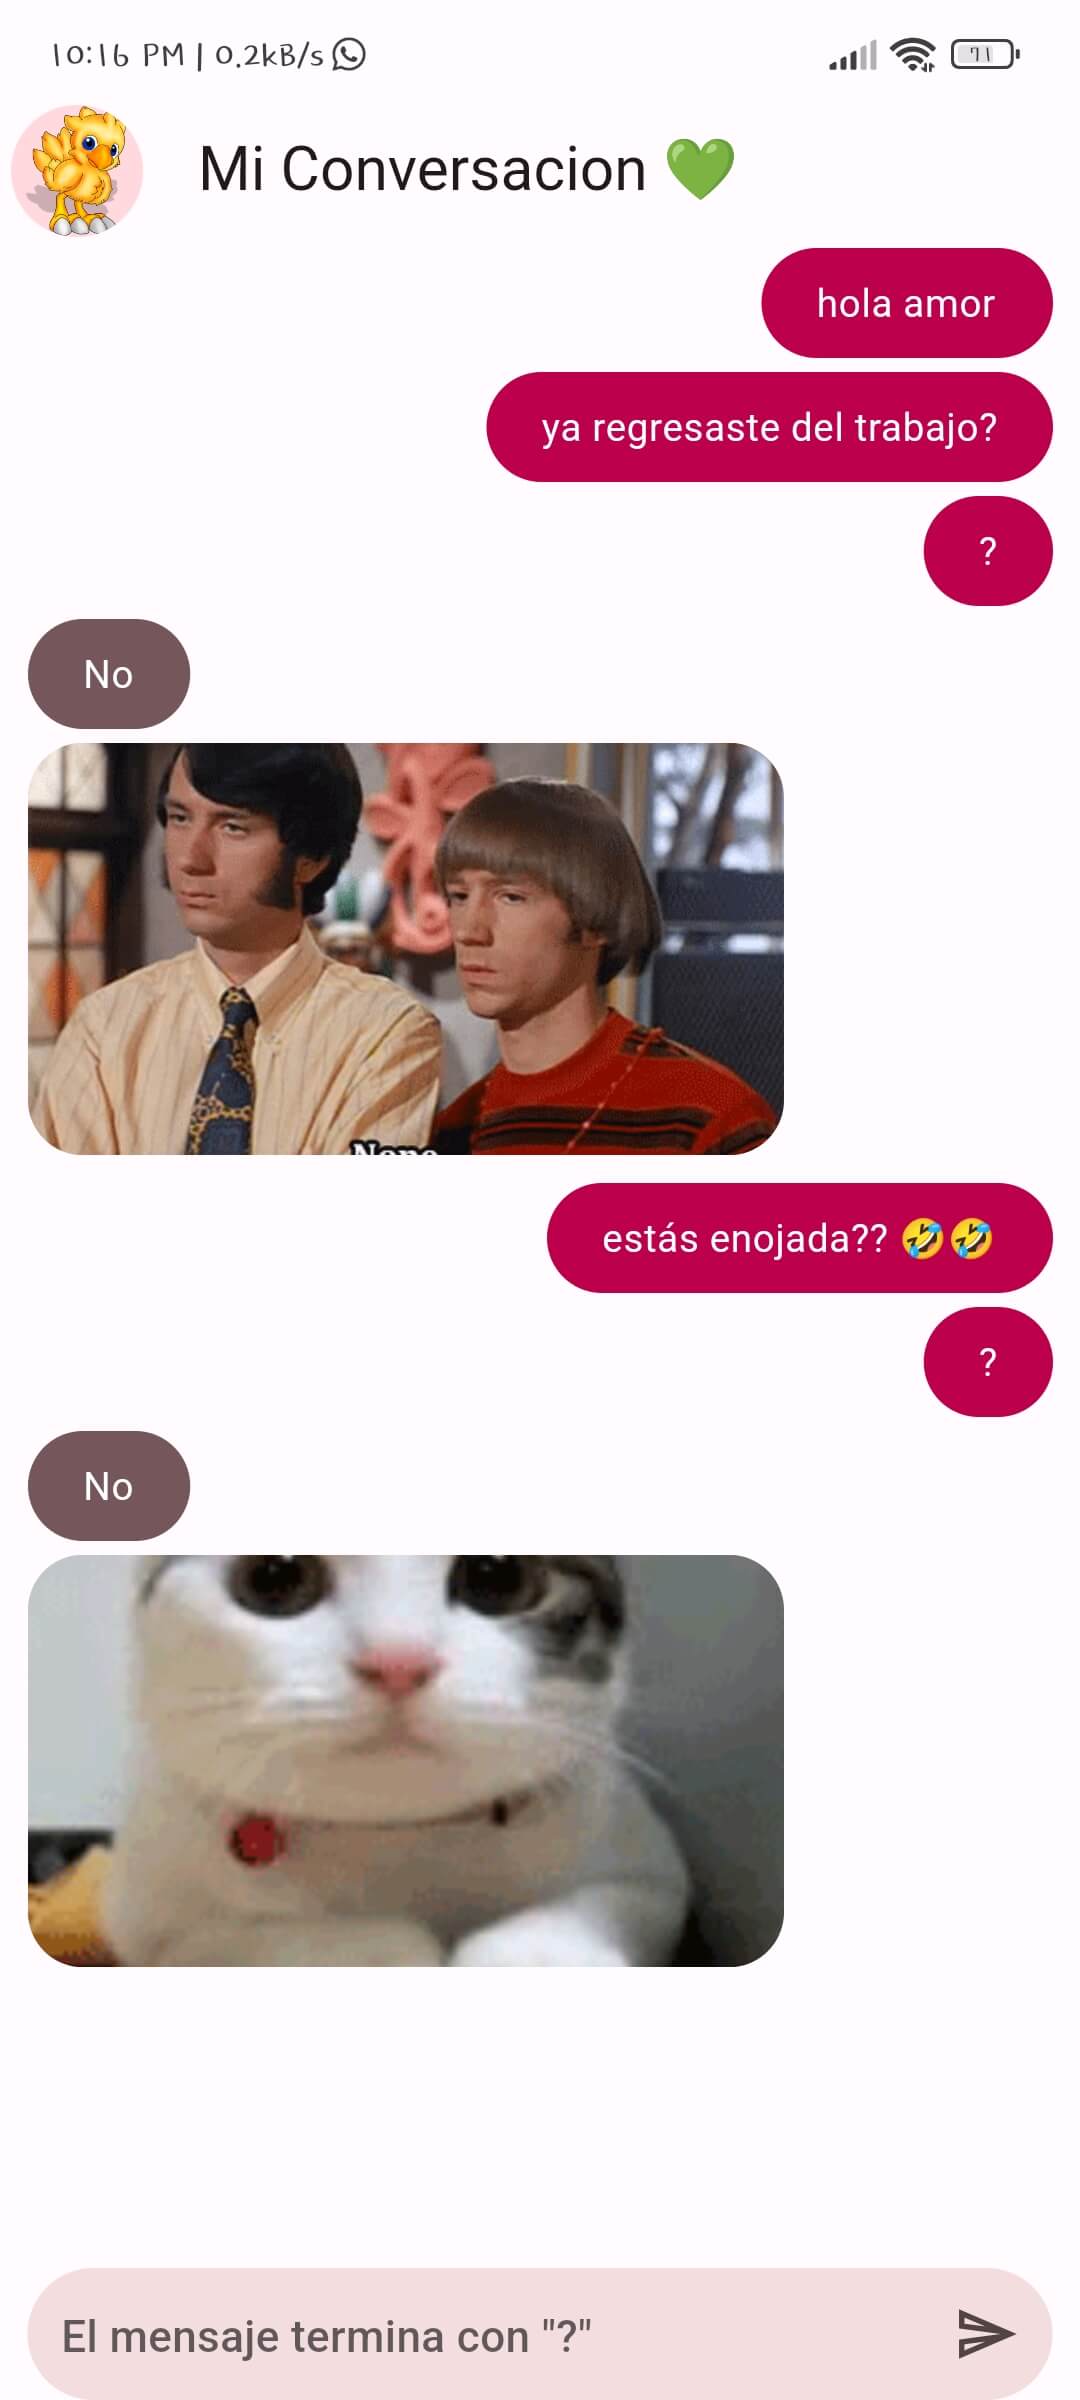 10:16 PM | 0.2kB/s
71
Mi Conversacion 💚
hola amor
ya regresaste del trabajo?
?
No
Nope
estás enojada?? 🤣🤣
?
No
El mensaje termina con "?"